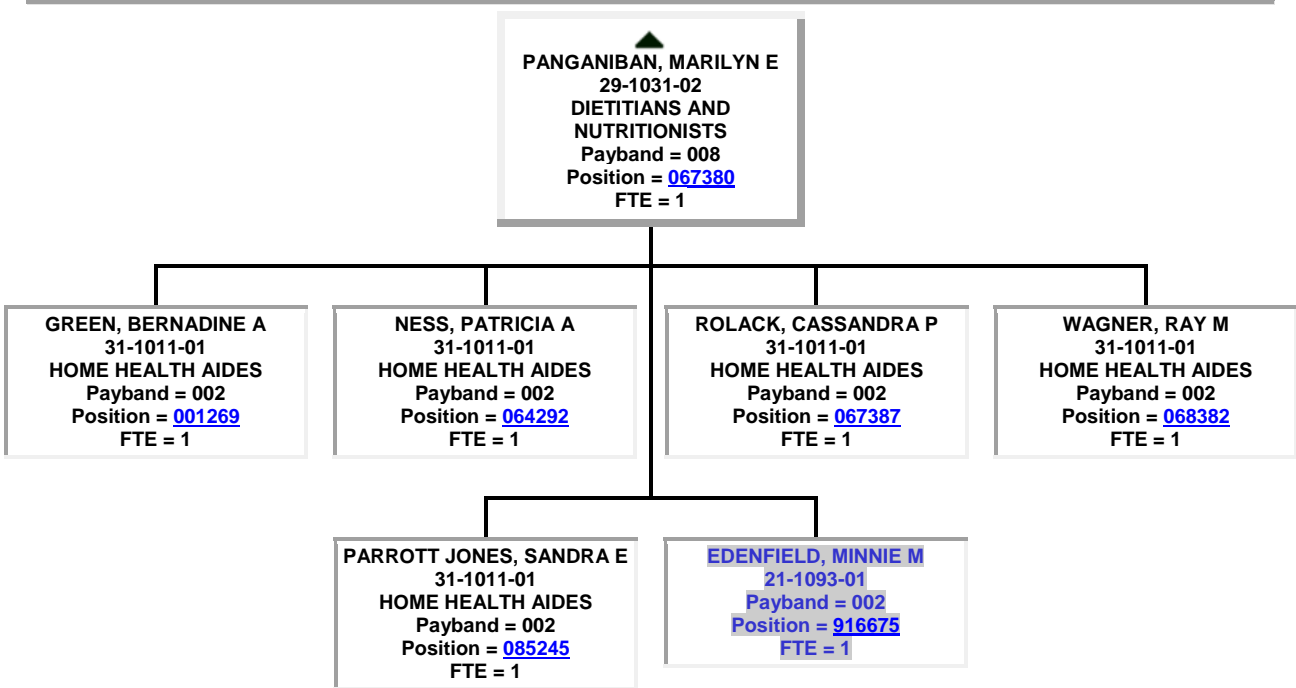 PANGANIBAN, MARILYN E
29-1031-02
DIETITIANS AND
NUTRITIONISTS
Payband = 008
Position = 067380
FTE = 1
GREEN, BERNADINE A
31-1011-01
HOME HEALTH AIDES
Payband = 002
Position = 001269
FTE = 1
NESS, PATRICIA A
31-1011-01
HOME HEALTH AIDES
Payband = 002
Position = 064292
FTE = 1
ROLACK, CASSANDRA P
31-1011-01
HOME HEALTH AIDES
Payband = 002
Position = 067387
FTE = 1
WAGNER, RAY M
31-1011-01
HOME HEALTH AIDES
Payband = 002
Position = 068382
FTE = 1
PARROTT JONES, SANDRA E
31-1011-01
HOME HEALTH AIDES
Payband = 002
Position = 085245
FTE = 1
EDENFIELD, MINNIE M
21-1093-01
Payband = 002
Position = 916675
FTE = 1